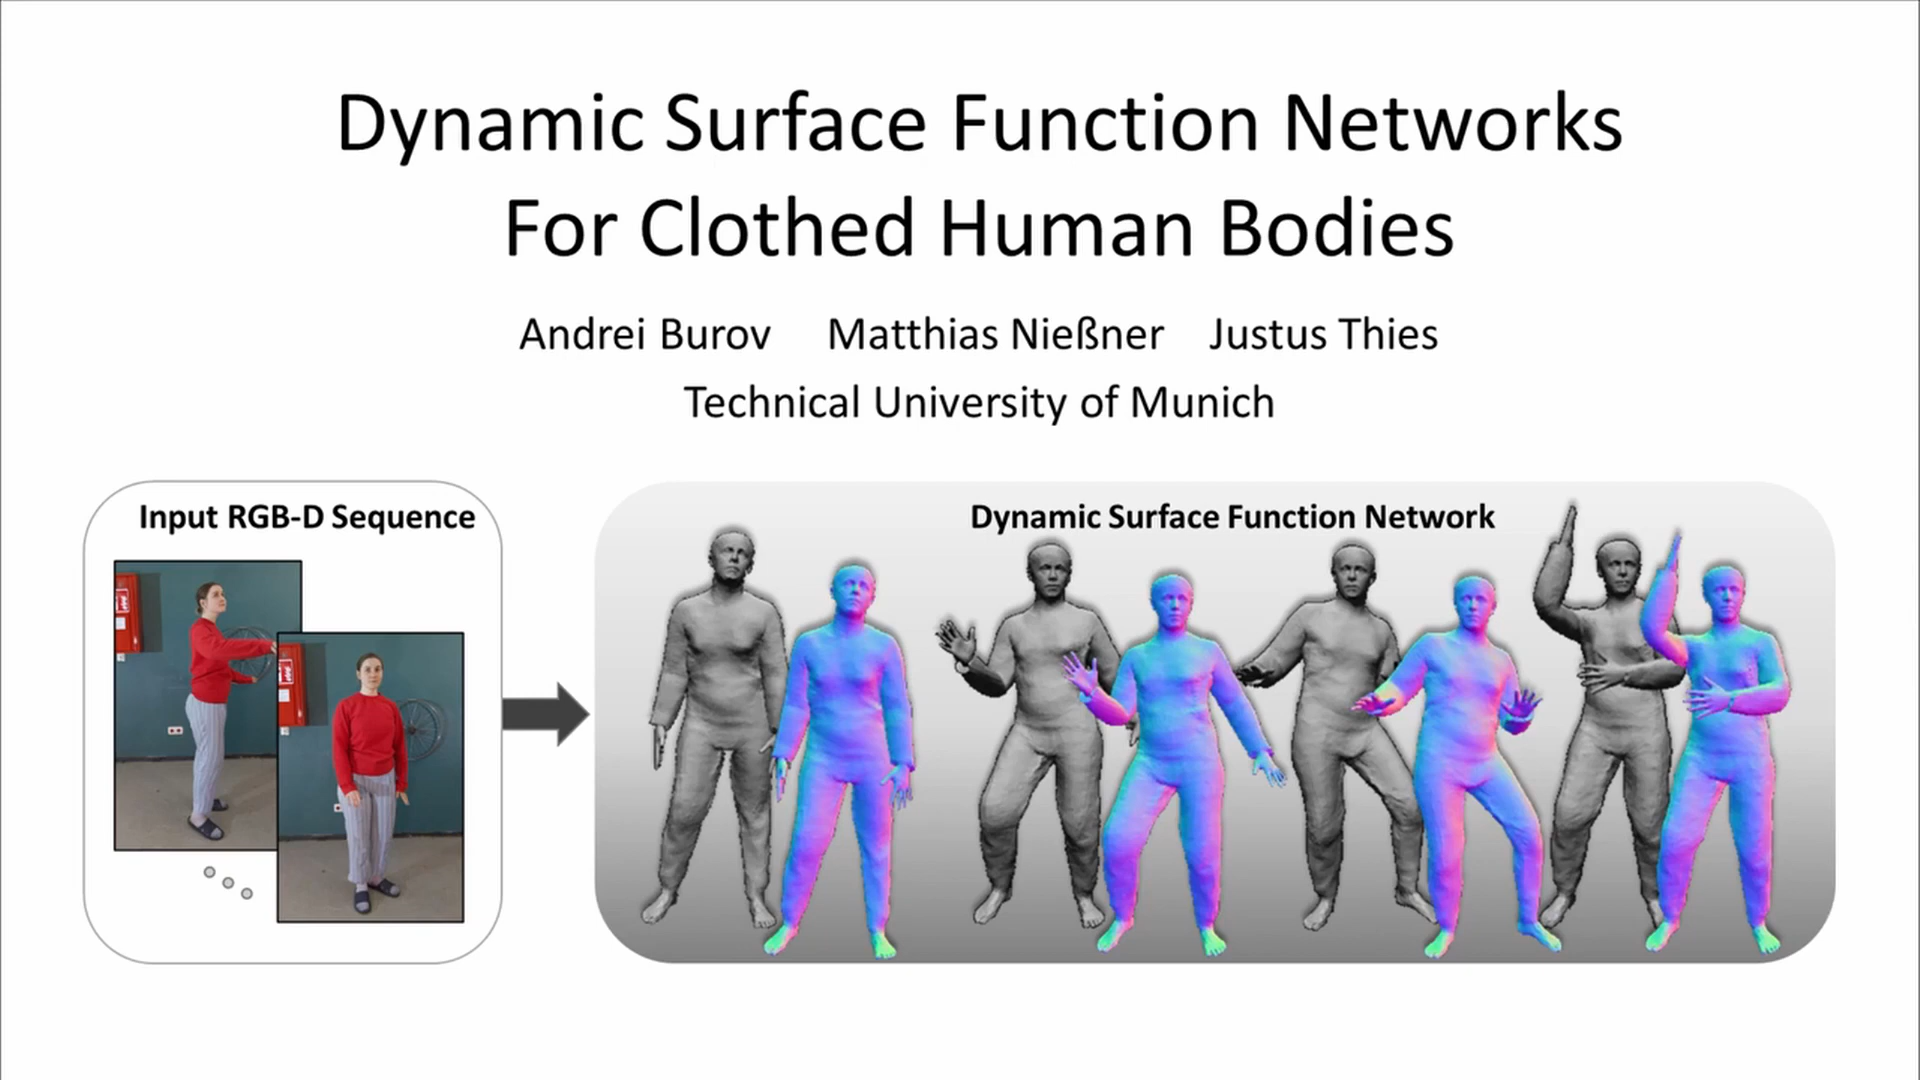 Dynamic Surface Function Networks
For Clothed Human Bodies
Andrei Burov Matthias Nießner Justus Thies
Technical University of Munich
Input RGB-D Sequence
Dynamic Surface Function Network